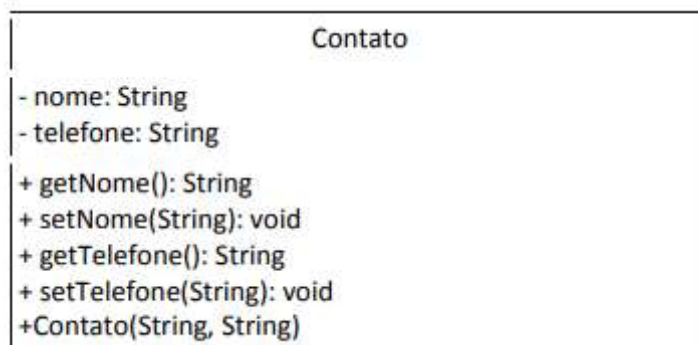 Contato
- nome: String
- telefone: String
+ getNome(): String
+ setNome(String): void
+ getTelefone(): String
+ setTelefone(String): void
+Contato(String, String)